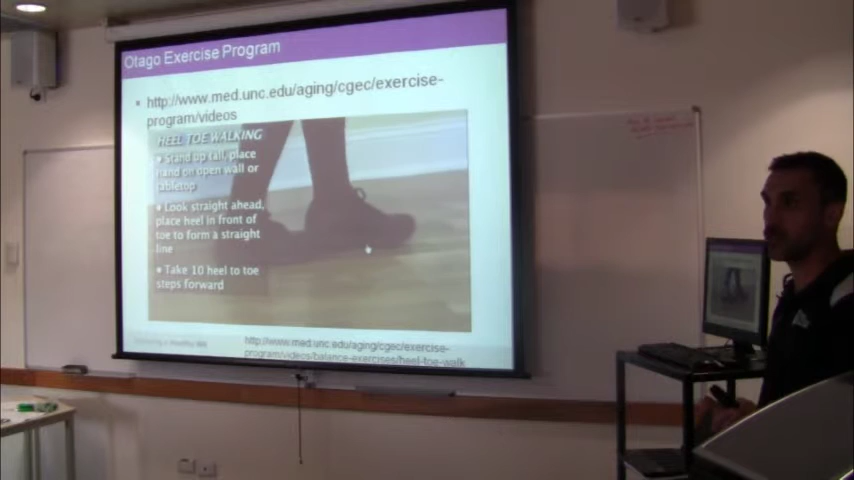 Otago Exercise Program
http://www.med.unc.edu/aging/cgec/exercise-
program/videos
HEEL TOE WALKING
Stand up tall, place
hand on open wall or
tabletop
Look straight ahead,
place heel in front of
toe to form a straight
line
Take 10 heel to toe
steps forward
http://www.med.unc.edu/aging/cgec/exercise-
program/videos/balance-exercises/heel-toe-walk